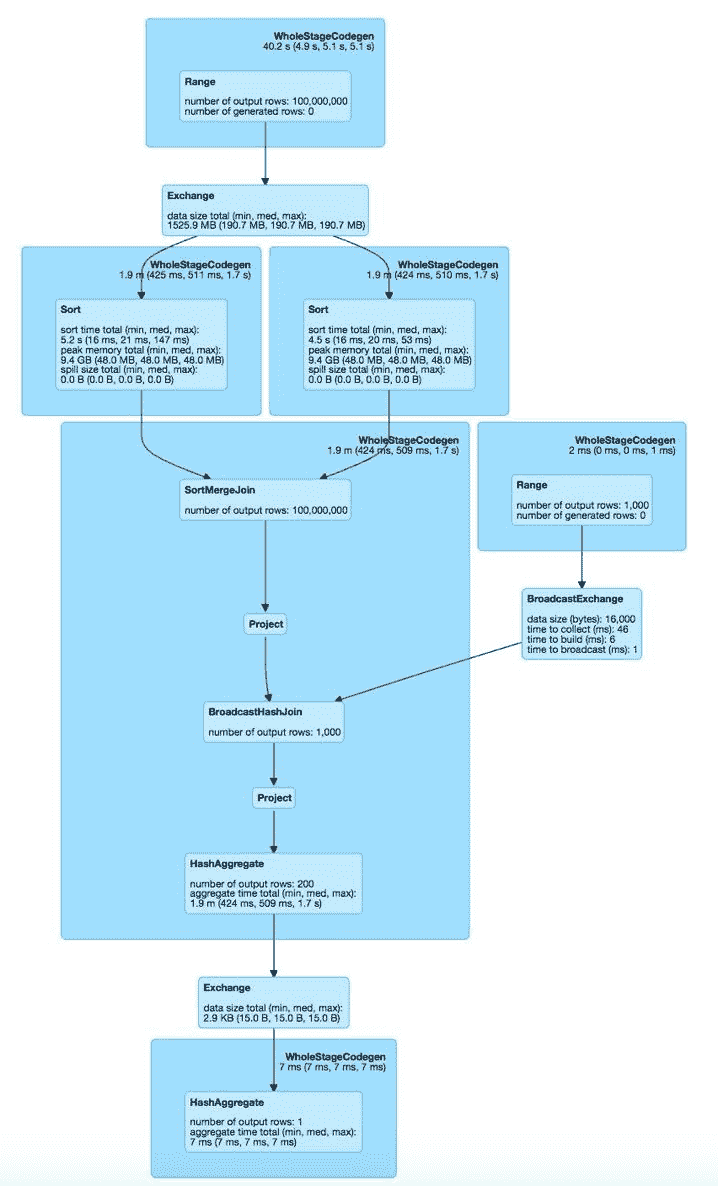 WholeStageCodegen
40.2 s (4.9 s, 5.1 s, 5.1 s)
Range
number of output rows: 100,000,000
number of generated rows: 0
Exchange
data size total (min, med, max):
1525.9 MB (190.7 MB, 190.7 MB, 190.7 MB)
WholeStageCodegen
1.9 m (425 ms, 511 ms, 1.7 s)
Sort
sort time total (min, med, max):
5.2 s (16 ms, 21 ms, 147 ms)
peak memory total (min, med, max):
9.4 GB (48.0 MB, 48.0 MB, 48.0 MB)
spill size total (min, med, max):
0.0 B (0.0 B, 0.0 B, 0.0 B)
WholeStageCodegen
1.9 m (424 ms, 510 ms, 1.7 s)
Sort
sort time total (min, med, max):
4.5 s (16 ms, 20 ms, 53 ms)
peak memory total (min, med, max):
9.4 GB (48.0 MB, 48.0 MB, 48.0 MB)
spill size total (min, med, max):
0.0 B (0.0 B, 0.0 B, 0.0 B)
WholeStageCodegen
1.9 m (424 ms, 509 ms, 1.7 s)
SortMergeJoin
number of output rows: 100,000,000
WholeStageCodegen
2 ms (0 ms, 0 ms, 1 ms)
Range
number of output rows: 1,000
number of generated rows: 0
BroadcastExchange
data size (bytes): 16,000
time to collect (ms): 46
time to build (ms): 6
time to broadcast (ms): 1
Project
BroadcastHashJoin
number of output rows: 1,000
Project
HashAggregate
number of output rows: 200
aggregate time total (min, med, max):
1.9 m (424 ms, 509 ms, 1.7 s)
Exchange
data size total (min, med, max):
2.9 KB (15.0 B, 15.0 B, 15.0 B)
WholeStageCodegen
7 ms (7 ms, 7 ms, 7 ms)
HashAggregate
number of output rows: 1
aggregate time total (min, med, max):
7 ms (7 ms, 7 ms, 7 ms)